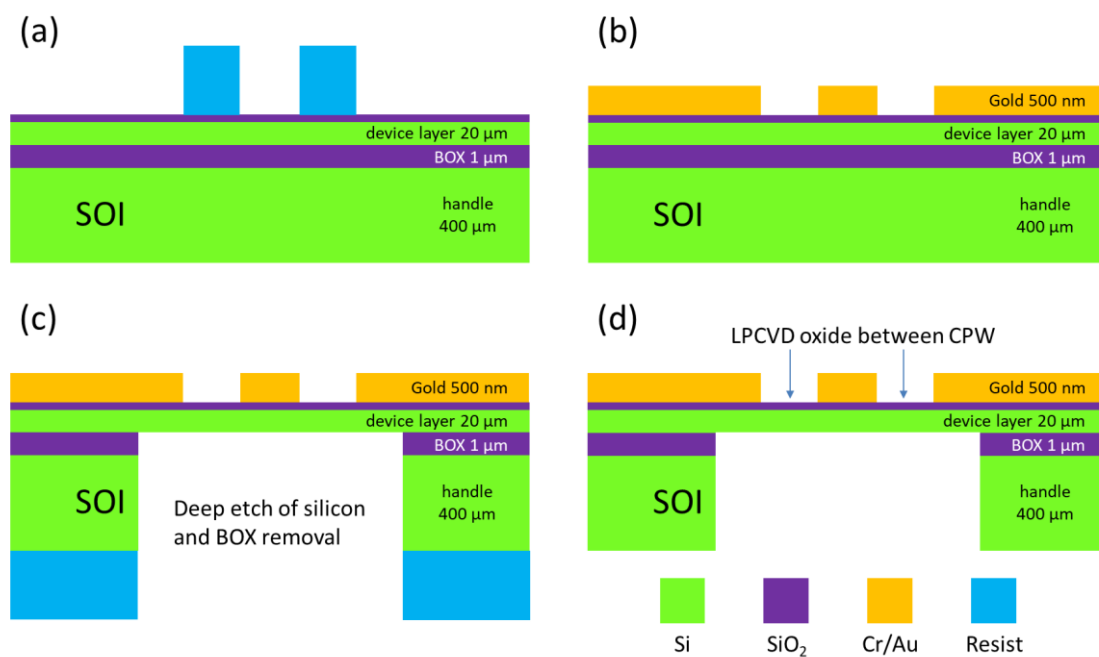 (a)
device layer 20 µm
BOX 1 µm
SOI
handle
400 µm
(b)
Gold 500 nm
device layer 20 µm
BOX 1 µm
SOI
handle
400 µm
(c)
Gold 500 nm
device layer 20 µm
BOX 1 µm
SOI
handle
400 µm
Deep etch of silicon
and BOX removal
(d)
LPCVD oxide between CPW
Gold 500 nm
device layer 20 µm
BOX 1 µm
SOI
handle
400 µm
Si
SiO₂
Cr/Au
Resist